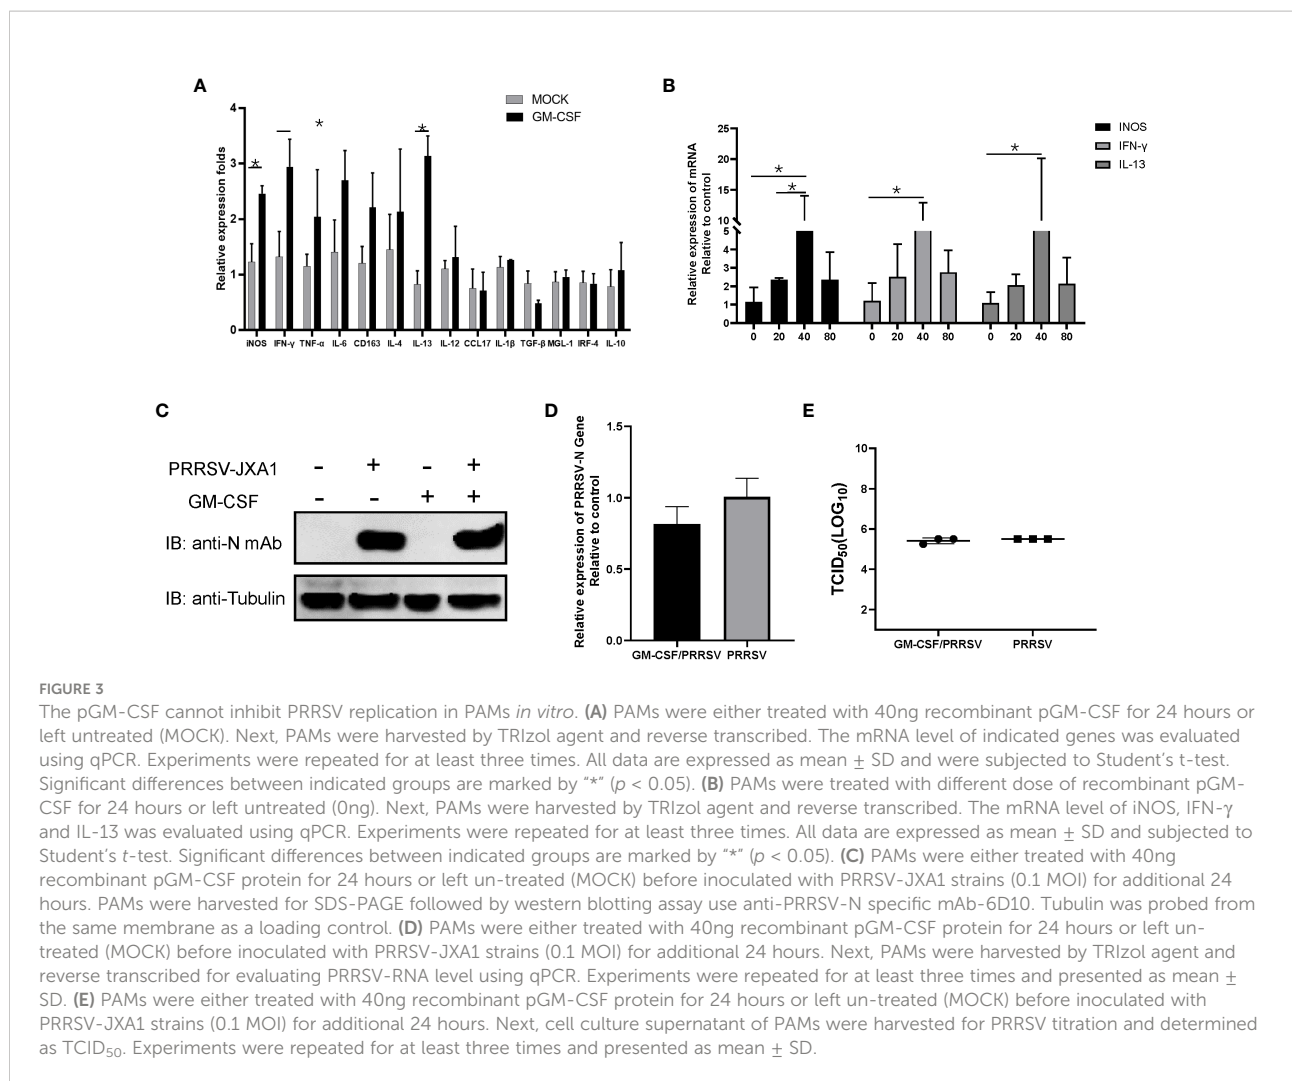 A
MOCK
GM-CSF
Relative expression folds
4
3
2
1
0
* * *
iNOS IFN-γ TNF-α IL-6 CD163 IL-4 IL-13 IL-12 CCL17 IL-1β TGF-β MGL-1 IRF-4 IL-10
B
INOS
IFN-γ
IL-13
Relative expression of mRNA
Relative to control
25
20
15
10
5
4
3
2
1
0
* * * *
0 20 40 80 0 20 40 80 0 20 40 80
C
PRRSV-JXA1 - + - +
GM-CSF - - + +
IB: anti-N mAb
IB: anti-Tubulin
D
Relative expression of PRRSV-N Gene
Relative to control
1.5
1.0
0.5
0.0
GM-CSF/PRRSV PRRSV
E
TCID50(LOG10)
10
8
6
4
2
GM-CSF/PRRSV PRRSV
FIGURE 3
The pGM-CSF cannot inhibit PRRSV replication in PAMs in vitro. (A) PAMs were either treated with 40ng recombinant pGM-CSF for 24 hours or
left untreated (MOCK). Next, PAMs were harvested by TRIzol agent and reverse transcribed. The mRNA level of indicated genes was evaluated
using qPCR. Experiments were repeated for at least three times. All data are expressed as mean ± SD and were subjected to Student's t-test.
Significant differences between indicated groups are marked by "*" (p < 0.05). (B) PAMs were treated with different dose of recombinant pGM-
CSF for 24 hours or left untreated (0ng). Next, PAMs were harvested by TRIzol agent and reverse transcribed. The mRNA level of iNOS, IFN-γ
and IL-13 was evaluated using qPCR. Experiments were repeated for at least three times. All data are expressed as mean ± SD and subjected to
Student's t-test. Significant differences between indicated groups are marked by "*" (p < 0.05). (C) PAMs were either treated with 40ng
recombinant pGM-CSF protein for 24 hours or left un-treated (MOCK) before inoculated with PRRSV-JXA1 strains (0.1 MOI) for additional 24
hours. PAMs were harvested for SDS-PAGE followed by western blotting assay use anti-PRRSV-N specific mAb-6D10. Tubulin was probed from
the same membrane as a loading control. (D) PAMs were either treated with 40ng recombinant pGM-CSF protein for 24 hours or left un-
treated (MOCK) before inoculated with PRRSV-JXA1 strains (0.1 MOI) for additional 24 hours. Next, PAMs were harvested by TRIzol agent and
reverse transcribed for evaluating PRRSV-RNA level using qPCR. Experiments were repeated for at least three times and presented as mean ±
SD. (E) PAMs were either treated with 40ng recombinant pGM-CSF protein for 24 hours or left un-treated (MOCK) before inoculated with
PRRSV-JXA1 strains (0.1 MOI) for additional 24 hours. Next, cell culture supernatant of PAMs were harvested for PRRSV titration and determined
as TCID50. Experiments were repeated for at least three times and presented as mean ± SD.